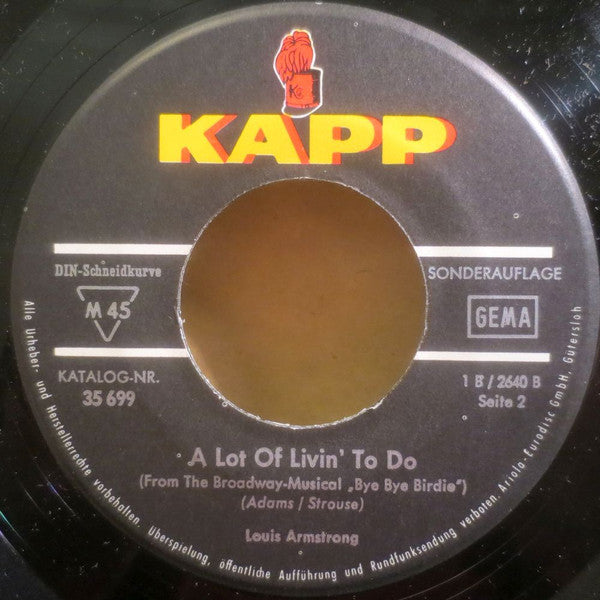 K
KAPP
DIN-Schneidkurve
M 45
KATALOG-NR.
35 699
SONDERAUFLAGE
GEMA
1 B / 2640 B
Seite 2
A Lot Of Livin' To Do
(From The Broadway-Musical „Bye Bye Birdie")
(Adams / Strouse)
Louis Armstrong
Alle Urheber- und Herstellerrechte vorbehalten. Überspielung, öffentliche Aufführung und Rundfunksendung verboten. Ariola-Eurodisc GmbH, Gütersloh